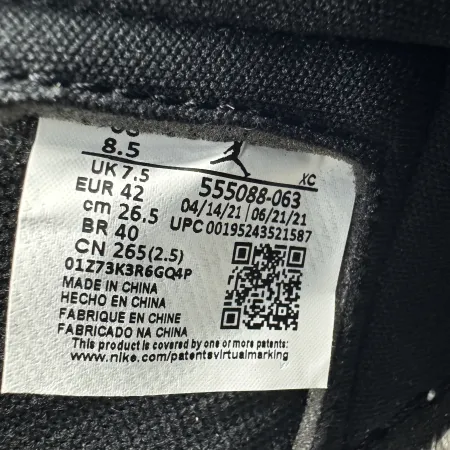 8.5
UK 7.5
EUR 42
cm 26.5
BR 40
CN 265(2.5)
XC
555088-063
04/14/21 | 06/21/21
UPC 00195243521587
01Z73K3R6GQ4P
MADE IN CHINA
HECHO EN CHINA
FABRIQUE EN CHINE
FABRICADO NA CHINA
This product is covered by one or more patents:
www.nike.com/patentsvirtualmarking